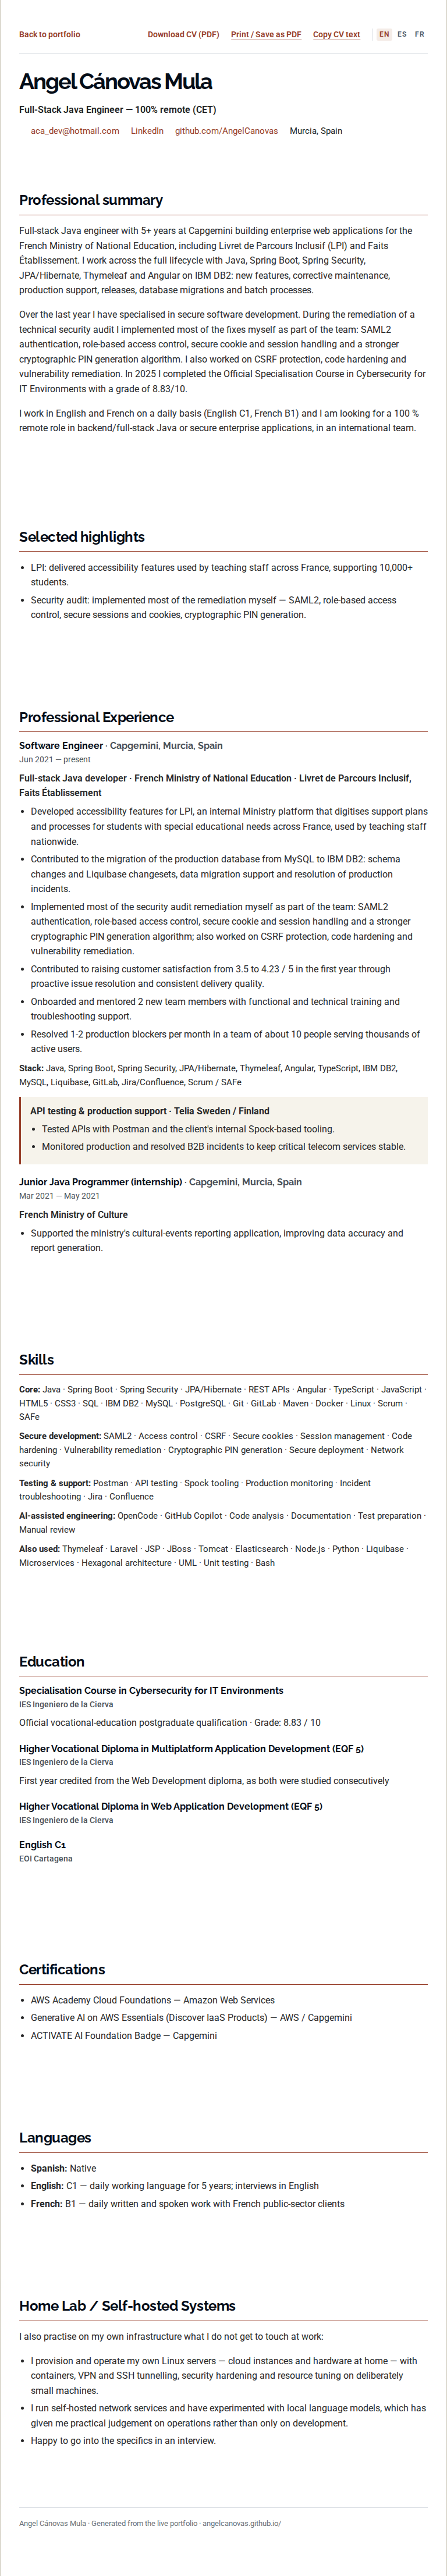 Back to portfolio Download CV (PDF) Print / Save as PDF Copy CV text EN ES FR
Angel Cánovas Mula
Full-Stack Java Engineer — 100% remote (CET)
aca_dev@hotmail.com LinkedIn github.com/AngelCanovas Murcia, Spain
Professional summary
Full-stack Java engineer with 5+ years at Capgemini building enterprise web applications for the
French Ministry of National Education, including Livret de Parcours Inclusif (LPI) and Faits
Établissement. I work across the full lifecycle with Java, Spring Boot, Spring Security,
JPA/Hibernate, Thymeleaf and Angular on IBM DB2: new features, corrective maintenance,
production support, releases, database migrations and batch processes.
Over the last year I have specialised in secure software development. During the remediation of a
technical security audit I implemented most of the fixes myself as part of the team: SAML2
authentication, role-based access control, secure cookie and session handling and a stronger
cryptographic PIN generation algorithm. I also worked on CSRF protection, code hardening and
vulnerability remediation. In 2025 I completed the Official Specialisation Course in Cybersecurity for
IT Environments with a grade of 8.83/10.
I work in English and French on a daily basis (English C1, French B1) and I am looking for a 100 %
remote role in backend/full-stack Java or secure enterprise applications, in an international team.
Selected highlights
• LPI: delivered accessibility features used by teaching staff across France, supporting 10,000+
students.
• Security audit: implemented most of the remediation myself — SAML2, role-based access
control, secure sessions and cookies, cryptographic PIN generation.
Professional Experience
Software Engineer · Capgemini, Murcia, Spain
Jun 2021 — present
Full-stack Java developer · French Ministry of National Education · Livret de Parcours Inclusif,
Faits Établissement
• Developed accessibility features for LPI, an internal Ministry platform that digitises support plans
and processes for students with special educational needs across France, used by teaching staff
nationwide.
• Contributed to the migration of the production database from MySQL to IBM DB2: schema
changes and Liquibase changesets, data migration support and resolution of production
incidents.
• Implemented most of the security audit remediation myself as part of the team: SAML2
authentication, role-based access control, secure cookie and session handling and a stronger
cryptographic PIN generation algorithm; also worked on CSRF protection, code hardening and
vulnerability remediation.
• Contributed to raising customer satisfaction from 3.5 to 4.23 / 5 in the first year through
proactive issue resolution and consistent delivery quality.
• Onboarded and mentored 2 new team members with functional and technical training and
troubleshooting support.
• Resolved 1-2 production blockers per month in a team of about 10 people serving thousands of
active users.
Stack: Java, Spring Boot, Spring Security, JPA/Hibernate, Thymeleaf, Angular, TypeScript, IBM DB2,
MySQL, Liquibase, GitLab, Jira/Confluence, Scrum / SAFe
API testing & production support · Telia Sweden / Finland
• Tested APIs with Postman and the client's internal Spock-based tooling.
• Monitored production and resolved B2B incidents to keep critical telecom services stable.
Junior Java Programmer (internship) · Capgemini, Murcia, Spain
Mar 2021 — May 2021
French Ministry of Culture
• Supported the ministry's cultural-events reporting application, improving data accuracy and
report generation.
Skills
Core: Java · Spring Boot · Spring Security · JPA/Hibernate · REST APIs · Angular · TypeScript · JavaScript ·
HTML5 · CSS3 · SQL · IBM DB2 · MySQL · PostgreSQL · Git · GitLab · Maven · Docker · Linux · Scrum ·
SAFe
Secure development: SAML2 · Access control · CSRF · Secure cookies · Session management · Code
hardening · Vulnerability remediation · Cryptographic PIN generation · Secure deployment · Network
security
Testing & support: Postman · API testing · Spock tooling · Production monitoring · Incident
troubleshooting · Jira · Confluence
AI-assisted engineering: OpenCode · GitHub Copilot · Code analysis · Documentation · Test preparation ·
Manual review
Also used: Thymeleaf · Laravel · JSP · JBoss · Tomcat · Elasticsearch · Node.js · Python · Liquibase ·
Microservices · Hexagonal architecture · UML · Unit testing · Bash
Education
Specialisation Course in Cybersecurity for IT Environments
IES Ingeniero de la Cierva
Official vocational-education postgraduate qualification · Grade: 8.83 / 10
Higher Vocational Diploma in Multiplatform Application Development (EQF 5)
IES Ingeniero de la Cierva
First year credited from the Web Development diploma, as both were studied consecutively
Higher Vocational Diploma in Web Application Development (EQF 5)
IES Ingeniero de la Cierva
English C1
EOI Cartagena
Certifications
• AWS Academy Cloud Foundations — Amazon Web Services
• Generative AI on AWS Essentials (Discover IaaS Products) — AWS / Capgemini
• ACTIVATE AI Foundation Badge — Capgemini
Languages
• Spanish: Native
• English: C1 — daily working language for 5 years; interviews in English
• French: B1 — daily written and spoken work with French public-sector clients
Home Lab / Self-hosted Systems
I also practise on my own infrastructure what I do not get to touch at work:
• I provision and operate my own Linux servers — cloud instances and hardware at home — with
containers, VPN and SSH tunnelling, security hardening and resource tuning on deliberately
small machines.
• I run self-hosted network services and have experimented with local language models, which has
given me practical judgement on operations rather than only on development.
• Happy to go into the specifics in an interview.
Angel Cánovas Mula · Generated from the live portfolio · angelcanovas.github.io/